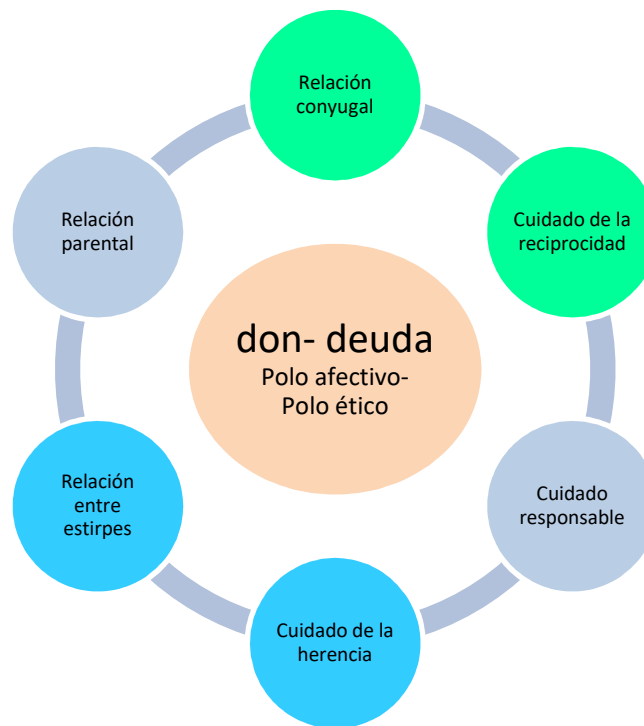 Relación
conyugal
Cuidado de la
reciprocidad
Relación
parental
don- deuda
Polo afectivo-
Polo ético
Cuidado
responsable
Relación
entre
estirpes
Cuidado de la
herencia